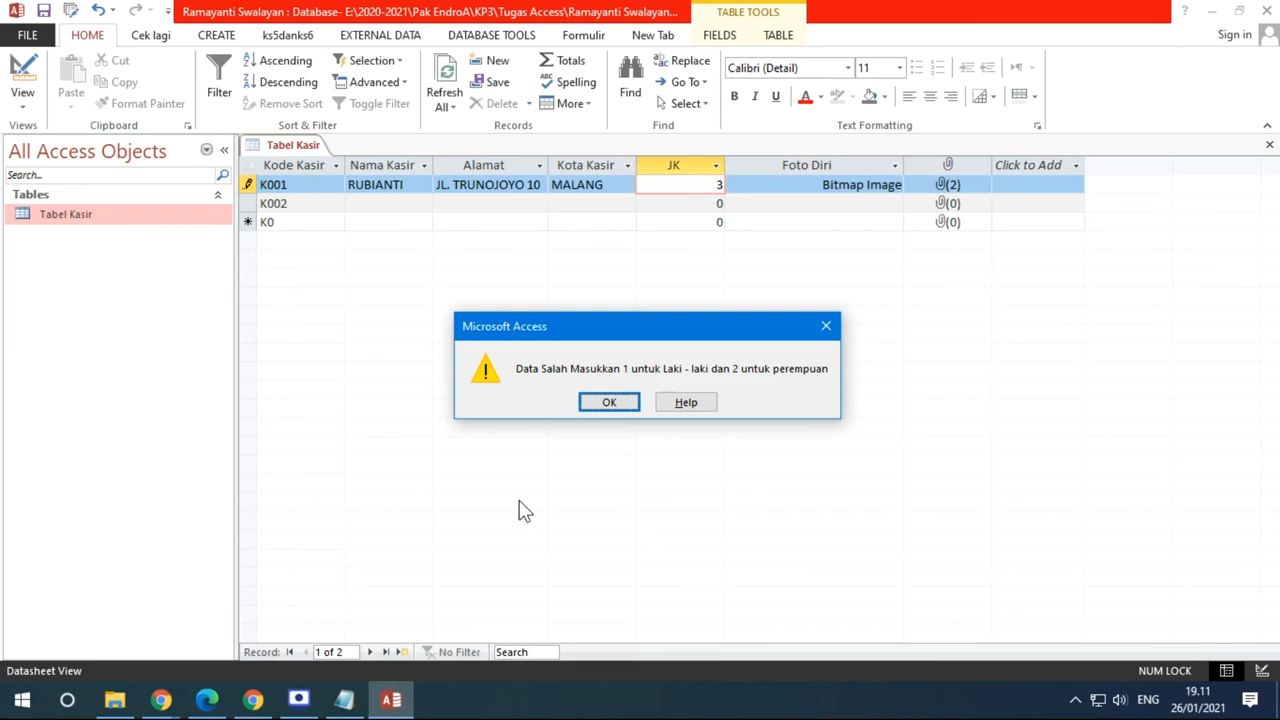 Ramayanti Swalayan : Database- E:\2020-2021\Pak EndroA\KP3\Tugas Access\Ramayanti Swalayan...
TABLE TOOLS
?
FILE
HOME
Cek lagi
CREATE
ks5danks6
EXTERNAL DATA
DATABASE TOOLS
Formulir
New Tab
FIELDS
TABLE
Sign in
View
Paste
Cut
Copy
Format Painter
Filter
Ascending
Descending
Remove Sort
Selection
Advanced
Toggle Filter
Refresh
All
New
Save
Delete
Totals
Spelling
More
Find
Replace
Go To
Select
Calibri (Detail)
11
B I U A
Views
Clipboard
Sort & Filter
Records
Find
Text Formatting
All Access Objects
Search...
Tables
Tabel Kasir
Tabel Kasir
Kode Kasir Nama Kasir Alamat Kota Kasir JK Foto Diri Click to Add
K001 RUBIANTI JL. TRUNOJOYO 10 MALANG 3 Bitmap Image (2)
K002 0 (0)
K0 0 (0)
Microsoft Access
Data Salah Masukkan 1 untuk Laki - laki dan 2 untuk perempuan
OK
Help
Record: 1 of 2 No Filter Search
Datasheet View
NUM LOCK
ENG
19.11
26/01/2021